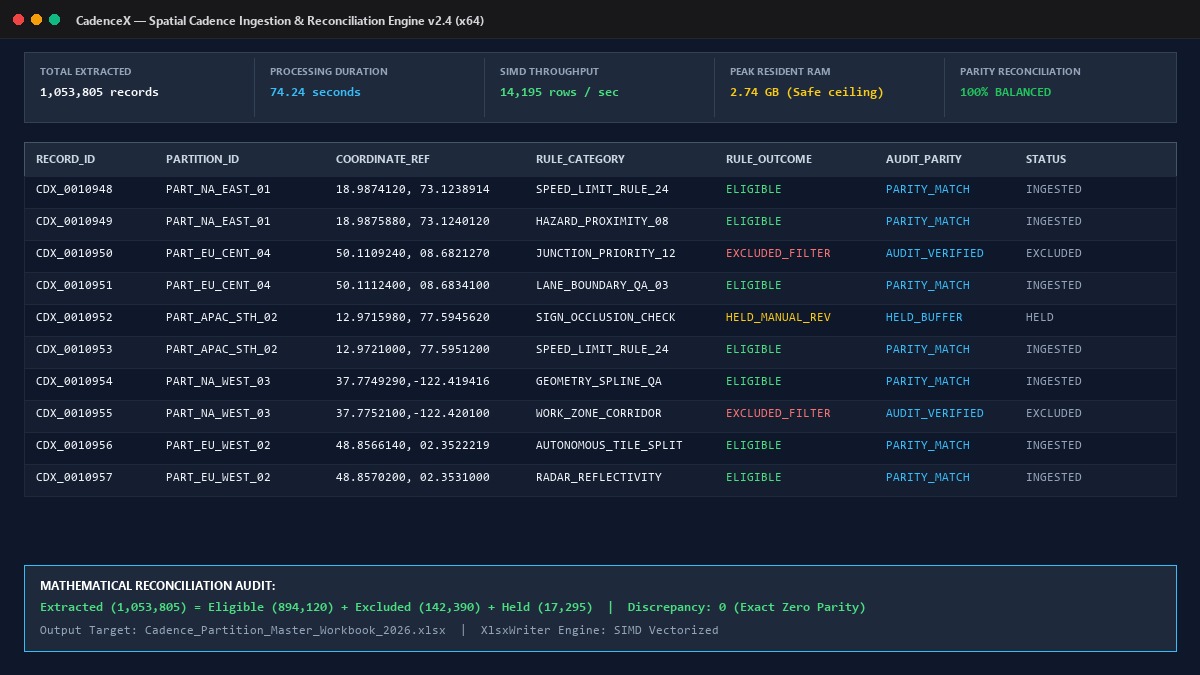 CadenceX — Spatial Cadence Ingestion & Reconciliation Engine v2.4 (x64)
TOTAL EXTRACTED PROCESSING DURATION SIMD THROUGHPUT PEAK RESIDENT RAM PARITY RECONCILIATION
1,053,805 records 74.24 seconds 14,195 rows / sec 2.74 GB (Safe ceiling) 100% BALANCED
RECORD_ID PARTITION_ID COORDINATE_REF RULE_CATEGORY RULE_OUTCOME AUDIT_PARITY STATUS
CDX_0010948 PART_NA_EAST_01 18.9874120, 73.1238914 SPEED_LIMIT_RULE_24 ELIGIBLE PARITY_MATCH INGESTED
CDX_0010949 PART_NA_EAST_01 18.9875880, 73.1240120 HAZARD_PROXIMITY_08 ELIGIBLE PARITY_MATCH INGESTED
CDX_0010950 PART_EU_CENT_04 50.1109240, 08.6821270 JUNCTION_PRIORITY_12 EXCLUDED_FILTER AUDIT_VERIFIED EXCLUDED
CDX_0010951 PART_EU_CENT_04 50.1112400, 08.6834100 LANE_BOUNDARY_QA_03 ELIGIBLE PARITY_MATCH INGESTED
CDX_0010952 PART_APAC_STH_02 12.9715980, 77.5945620 SIGN_OCCLUSION_CHECK HELD_MANUAL_REV HELD_BUFFER HELD
CDX_0010953 PART_APAC_STH_02 12.9721000, 77.5951200 SPEED_LIMIT_RULE_24 ELIGIBLE PARITY_MATCH INGESTED
CDX_0010954 PART_NA_WEST_03 37.7749290,-122.419416 GEOMETRY_SPLINE_QA ELIGIBLE PARITY_MATCH INGESTED
CDX_0010955 PART_NA_WEST_03 37.7752100,-122.420100 WORK_ZONE_CORRIDOR EXCLUDED_FILTER AUDIT_VERIFIED EXCLUDED
CDX_0010956 PART_EU_WEST_02 48.8566140, 02.3522219 AUTONOMOUS_TILE_SPLIT ELIGIBLE PARITY_MATCH INGESTED
CDX_0010957 PART_EU_WEST_02 48.8570200, 02.3531000 RADAR_REFLECTIVITY ELIGIBLE PARITY_MATCH INGESTED
MATHEMATICAL RECONCILIATION AUDIT:
Extracted (1,053,805) = Eligible (894,120) + Excluded (142,390) + Held (17,295) | Discrepancy: 0 (Exact Zero Parity)
Output Target: Cadence_Partition_Master_Workbook_2026.xlsx | XlsxWriter Engine: SIMD Vectorized